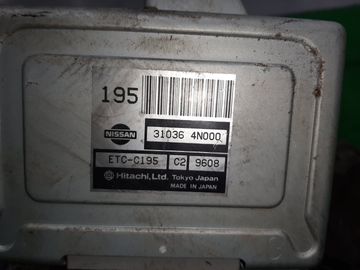 195
NISSAN 31036 4N000
ETC-C195 C2 9608
Hitachi, Ltd. Tokyo Japan
MADE IN JAPAN